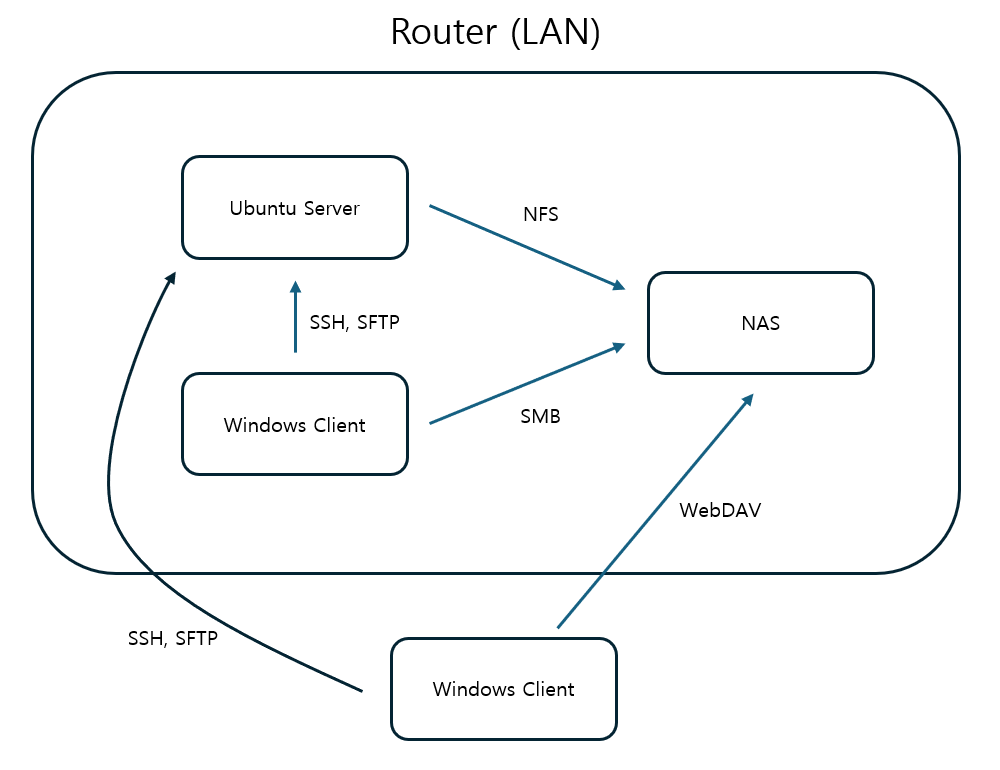 Router (LAN)
Ubuntu Server
NFS
NAS
SSH, SFTP
Windows Client
SMB
WebDAV
SSH, SFTP
Windows Client